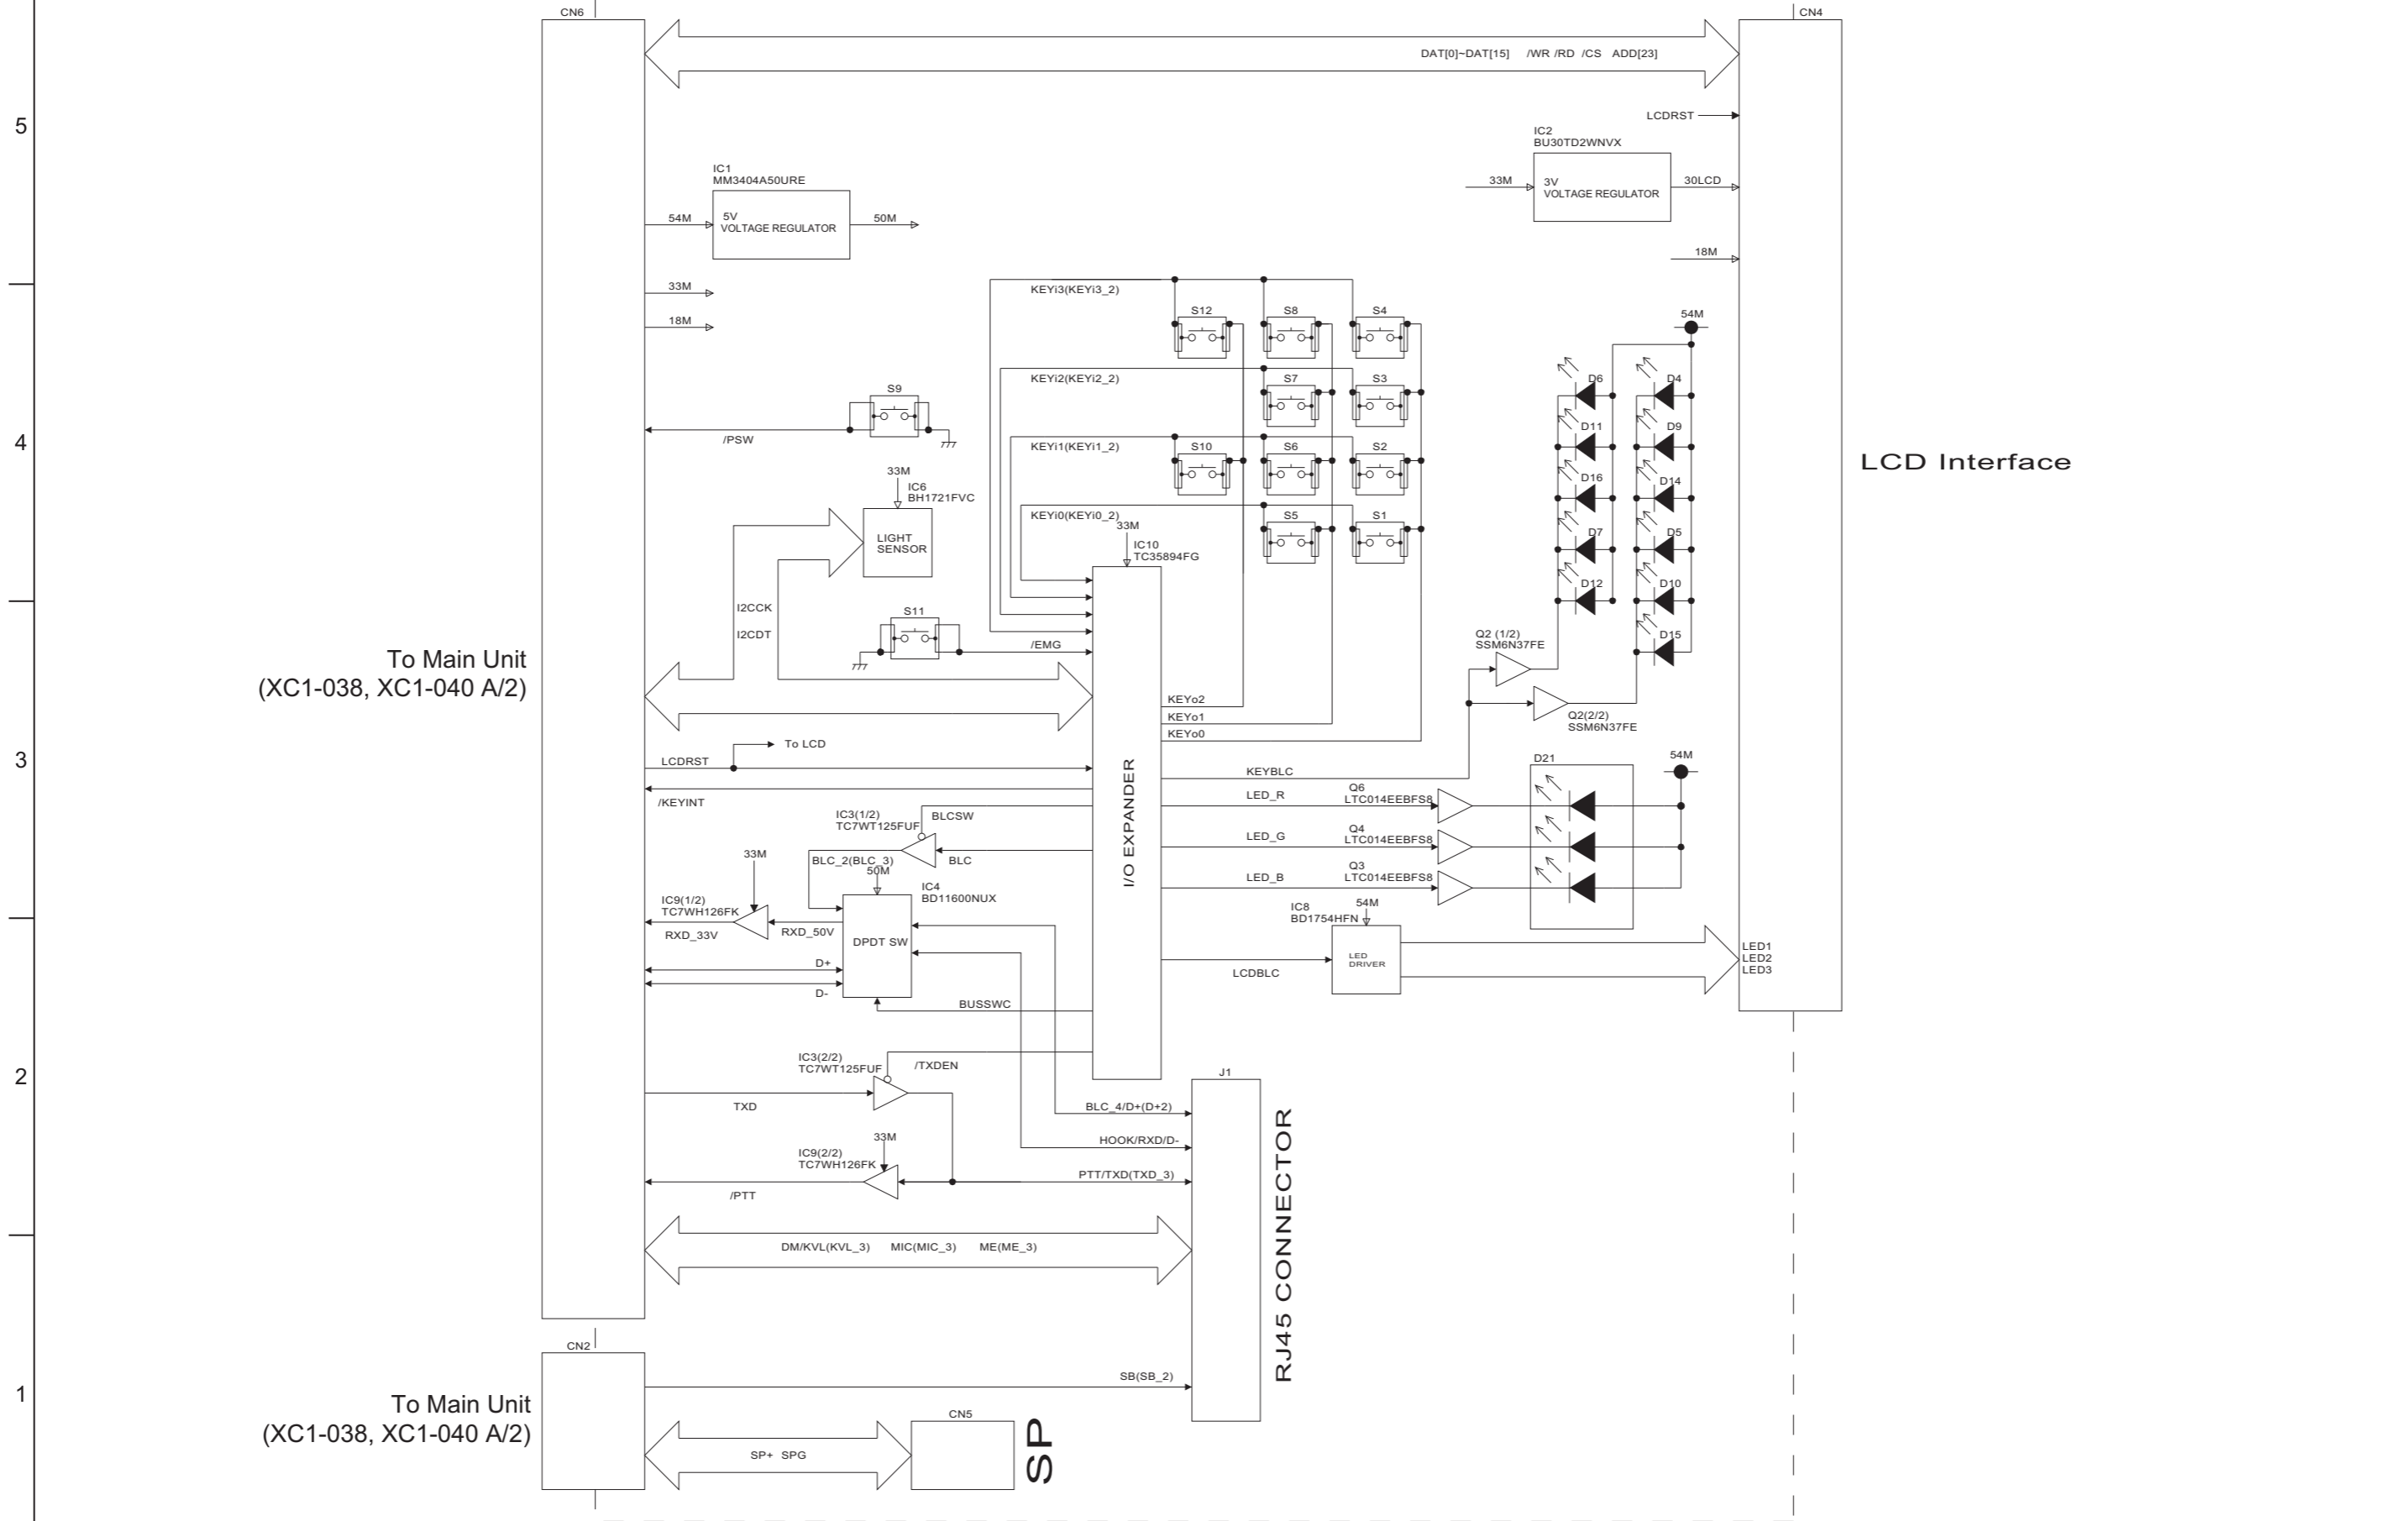 CN6
CN4
DAT[0]~DAT[15] /WR /RD /CS ADD[23]
5
LCDRST
IC2
BU30TD2WNVX
33M
3V
VOLTAGE REGULATOR
30LCD
IC1
MM3404A50URE
54M
5V
VOLTAGE REGULATOR
50M
18M
33M
18M
KEYi3(KEYi3_2)
S12
S8
S4
54M
KEYi2(KEYi2_2)
S7
S3
D6
D4
S9
/PSW
4
KEYi1(KEYi1_2)
S10
S6
S2
D11
D9
LCD Interface
33M
IC6
BH1721FVC
LIGHT
SENSOR
D16
D14
KEYi0(KEYi0_2)
S5
S1
33M
IC10
TC35894FG
D7
D5
D12
D10
I2CCK
I2CDT
S11
/EMG
Q2 (1/2)
SSM6N37FE
D15
To Main Unit
(XC1-038, XC1-040 A/2)
KEYo2
KEYo1
KEYo0
Q2(2/2)
SSM6N37FE
3
To LCD
LCDRST
/KEYINT
I/O EXPANDER
KEYBLC
D21
54M
LED_R
Q6
LTC014EEBFS8
LED_G
Q4
LTC014EEBFS8
LED_B
Q3
LTC014EEBFS8
IC3(1/2)
TC7WT125FUF
BLCSW
BLC
BLC_2(BLC_3)
33M
50M
IC4
BD11600NUX
IC9(1/2)
TC7WH126FK
RXD_33V
RXD_50V
DPDT SW
D+
D-
BUSSWC
IC8
BD1754HFN
54M
LED
DRIVER
LCDBLC
LED1
LED2
LED3
2
IC3(2/2)
TC7WT125FUF
/TXDEN
TXD
J1
BLC_4/D+(D+2)
HOOK/RXD/D-
33M
IC9(2/2)
TC7WH126FK
PTT/TXD(TXD_3)
/PTT
RJ45 CONNECTOR
DM/KVL(KVL_3) MIC(MIC_3) ME(ME_3)
CN2
1
SB(SB_2)
To Main Unit
(XC1-038, XC1-040 A/2)
CN5
SP+ SPG
SP